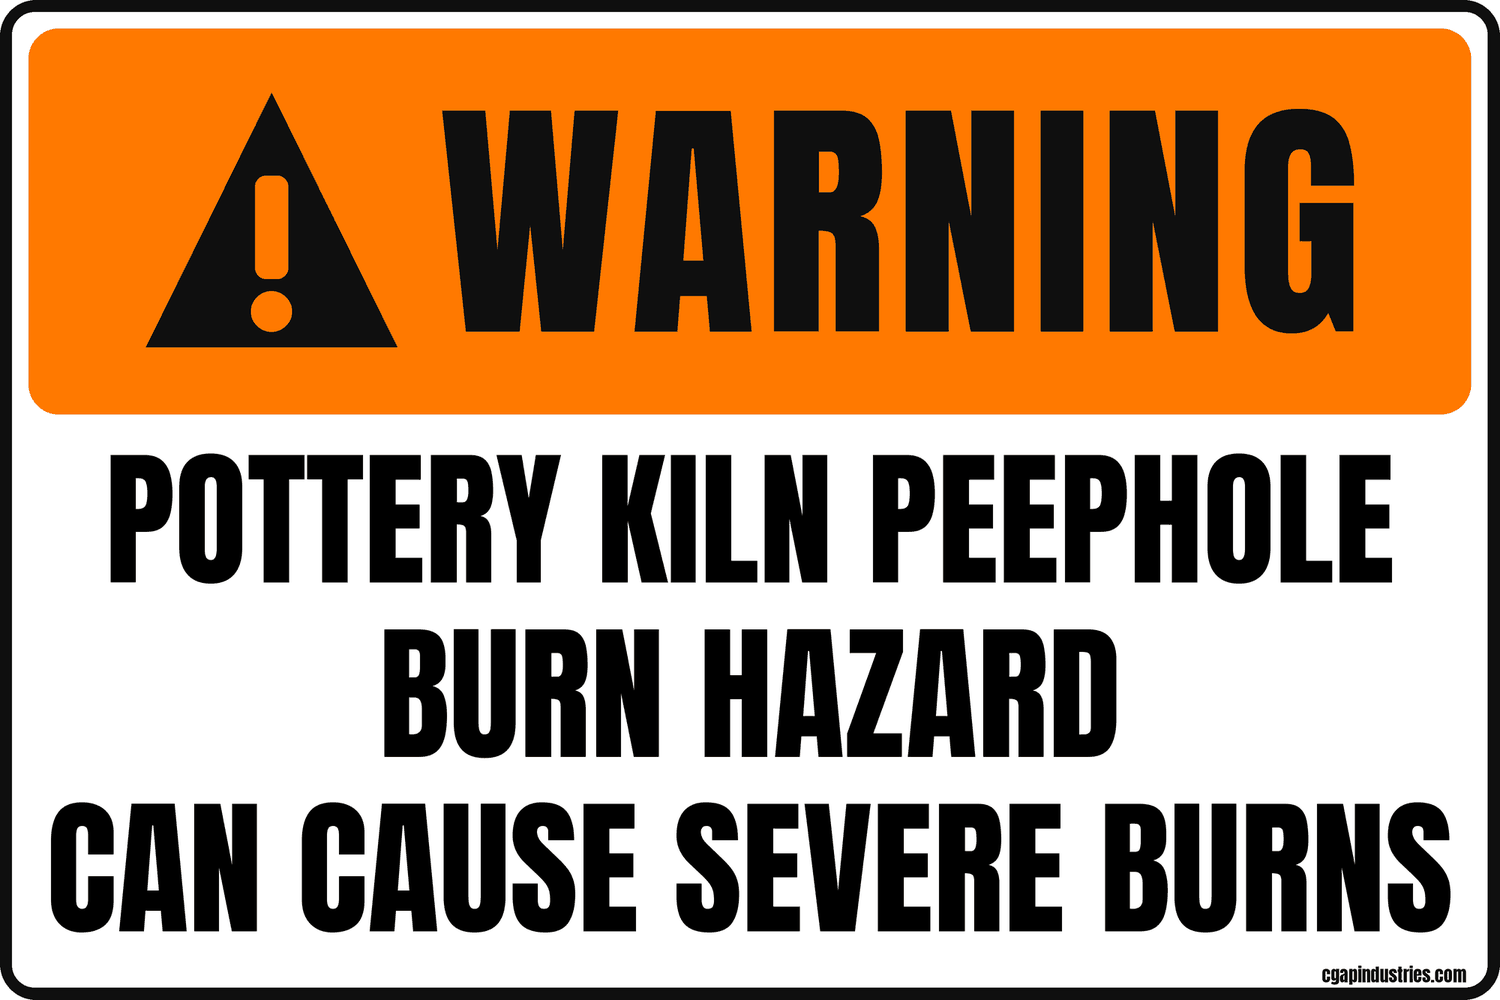 WARNING
POTTERY KILN PEEPHOLE
BURN HAZARD
CAN CAUSE SEVERE BURNS
cgapindustries.com